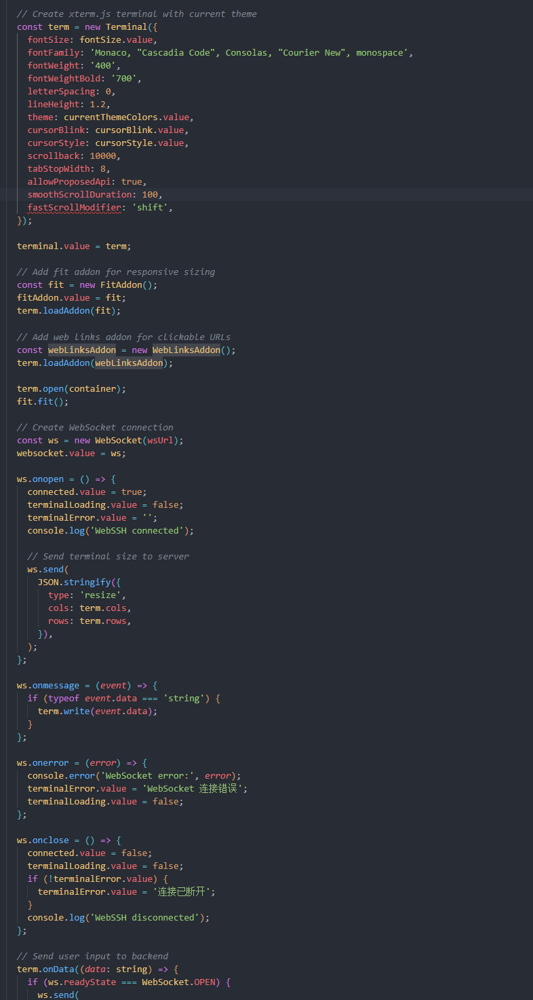 // Create xterm.js terminal with current theme
const term = new Terminal({
fontSize: fontSize.value,
fontFamily: 'Monaco, "Cascadia Code", Consolas, "Courier New", monospace',
fontWeight: '400',
fontWeightBold: '700',
letterSpacing: 0,
lineHeight: 1.2,
theme: currentThemeColors.value,
cursorBlink: cursorBlink.value,
cursorStyle: cursorStyle.value,
scrollback: 10000,
tabStopWidth: 8,
allowProposedApi: true,
smoothScrollDuration: 100,
fastScrollModifier: 'shift',
});
terminal.value = term;
// Add fit addon for responsive sizing
const fit = new FitAddon();
fitAddon.value = fit;
term.loadAddon(fit);
// Add web links addon for clickable URLs
const webLinksAddon = new WebLinksAddon();
term.loadAddon(webLinksAddon);
term.open(container);
fit.fit();
// Create WebSocket connection
const ws = new WebSocket(wsUrl);
websocket.value = ws;
ws.onopen = () => {
connected.value = true;
terminalLoading.value = false;
terminalError.value = '';
console.log('WebSSH connected');
// Send terminal size to server
ws.send(
JSON.stringify({
type: 'resize',
cols: term.cols,
rows: term.rows,
}),
);
};
ws.onmessage = (event) => {
if (typeof event.data === 'string') {
term.write(event.data);
}
};
ws.onerror = (error) => {
console.error('WebSocket error:', error);
terminalError.value = 'WebSocket 连接错误';
terminalLoading.value = false;
};
ws.onclose = () => {
connected.value = false;
terminalLoading.value = false;
if (!terminalError.value) {
terminalError.value = '连接已断开';
}
console.log('WebSSH disconnected');
};
// Send user input to backend
term.onData((data: string) => {
if (ws.readyState === WebSocket.OPEN) {
ws.send(